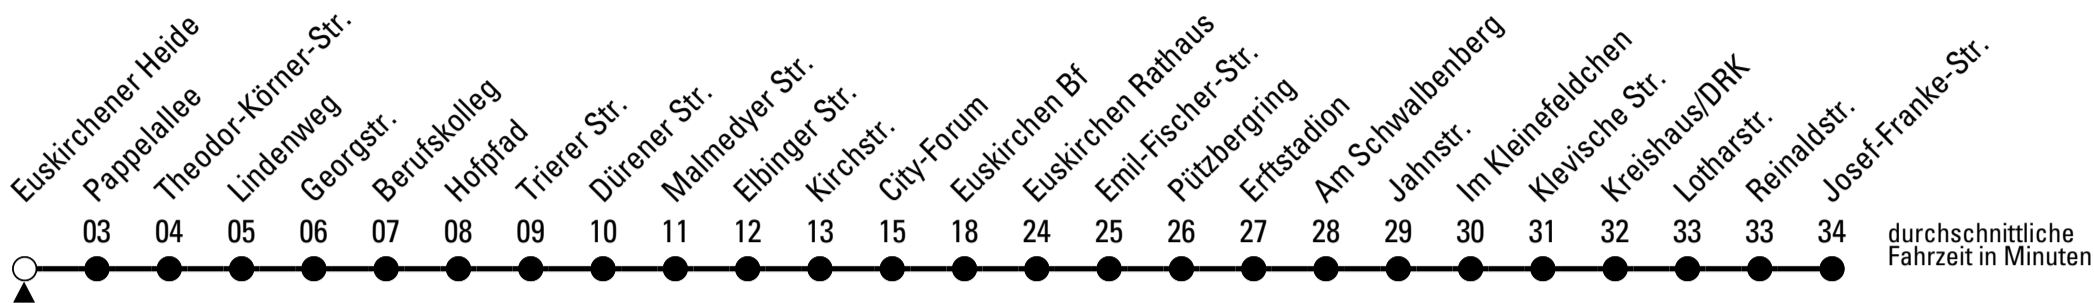 Euskirchener Heide
Pappelallee
Theodor-Körner-Str.
Lindenweg
Georgstr.
Berufskolleg
Hofpfad
Trierer Str.
Dürener Str.
Malmedyer Str.
Elbinger Str.
Kirchstr.
City-Forum
Euskirchen Bf
Euskirchen Rathaus
Emil-Fischer-Str.
Pützbergring
Erftstadion
Am Schwalbenberg
Jahnstr.
Im Kleinefeldchen
Klevische Str.
Kreishaus/DRK
Lotharstr.
Reinaldstr.
Josef-Franke-Str.
03 04 05 06 07 08 09 10 11 12 13 15 18 24 25 26 27 28 29 30 31 32 33 33 34
durchschnittliche
Fahrzeit in Minuten